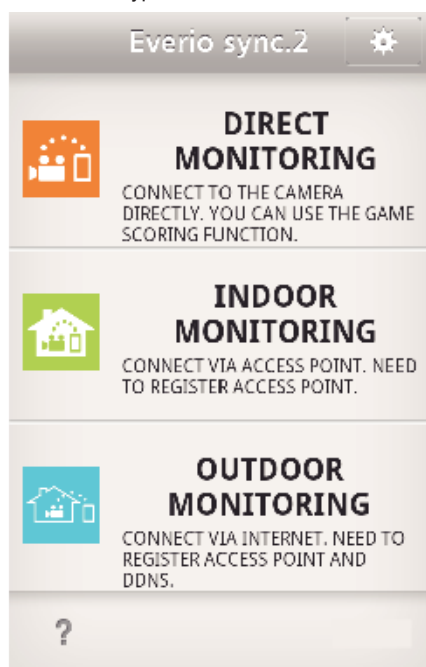 Everio sync.2
DIRECT
MONITORING
CONNECT TO THE CAMERA
DIRECTLY. YOU CAN USE THE GAME
SCORING FUNCTION.
INDOOR
MONITORING
CONNECT VIA ACCESS POINT. NEED
TO REGISTER ACCESS POINT.
OUTDOOR
MONITORING
CONNECT VIA INTERNET. NEED TO
REGISTER ACCESS POINT AND
DDNS.
?